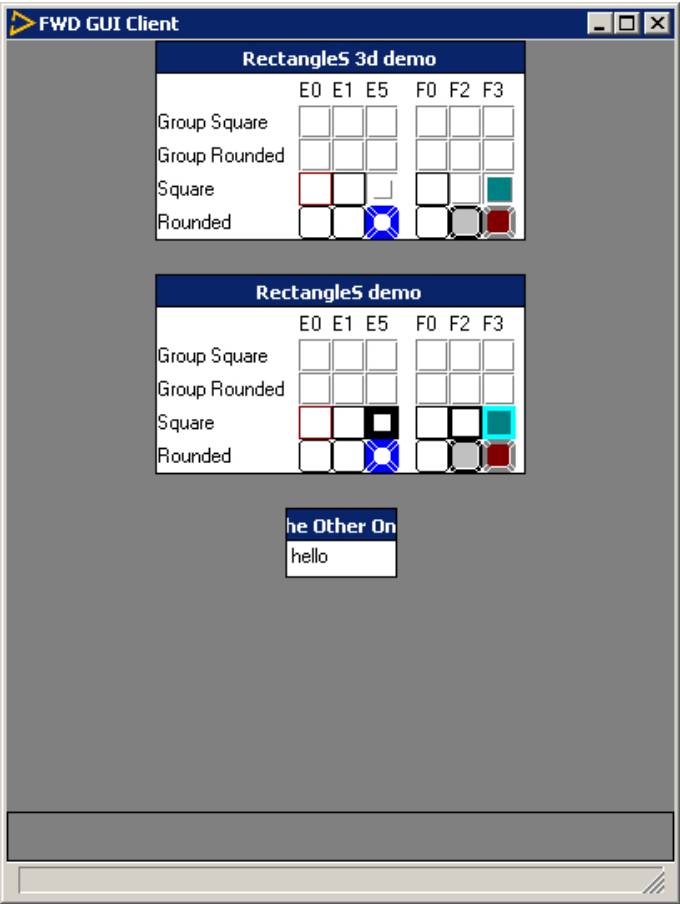 FWD GUI Client
RectangleS 3d demo
E0 E1 E5 F0 F2 F3
Group Square
Group Rounded
Square
Rounded
RectangleS demo
E0 E1 E5 F0 F2 F3
Group Square
Group Rounded
Square
Rounded
he Other On
hello